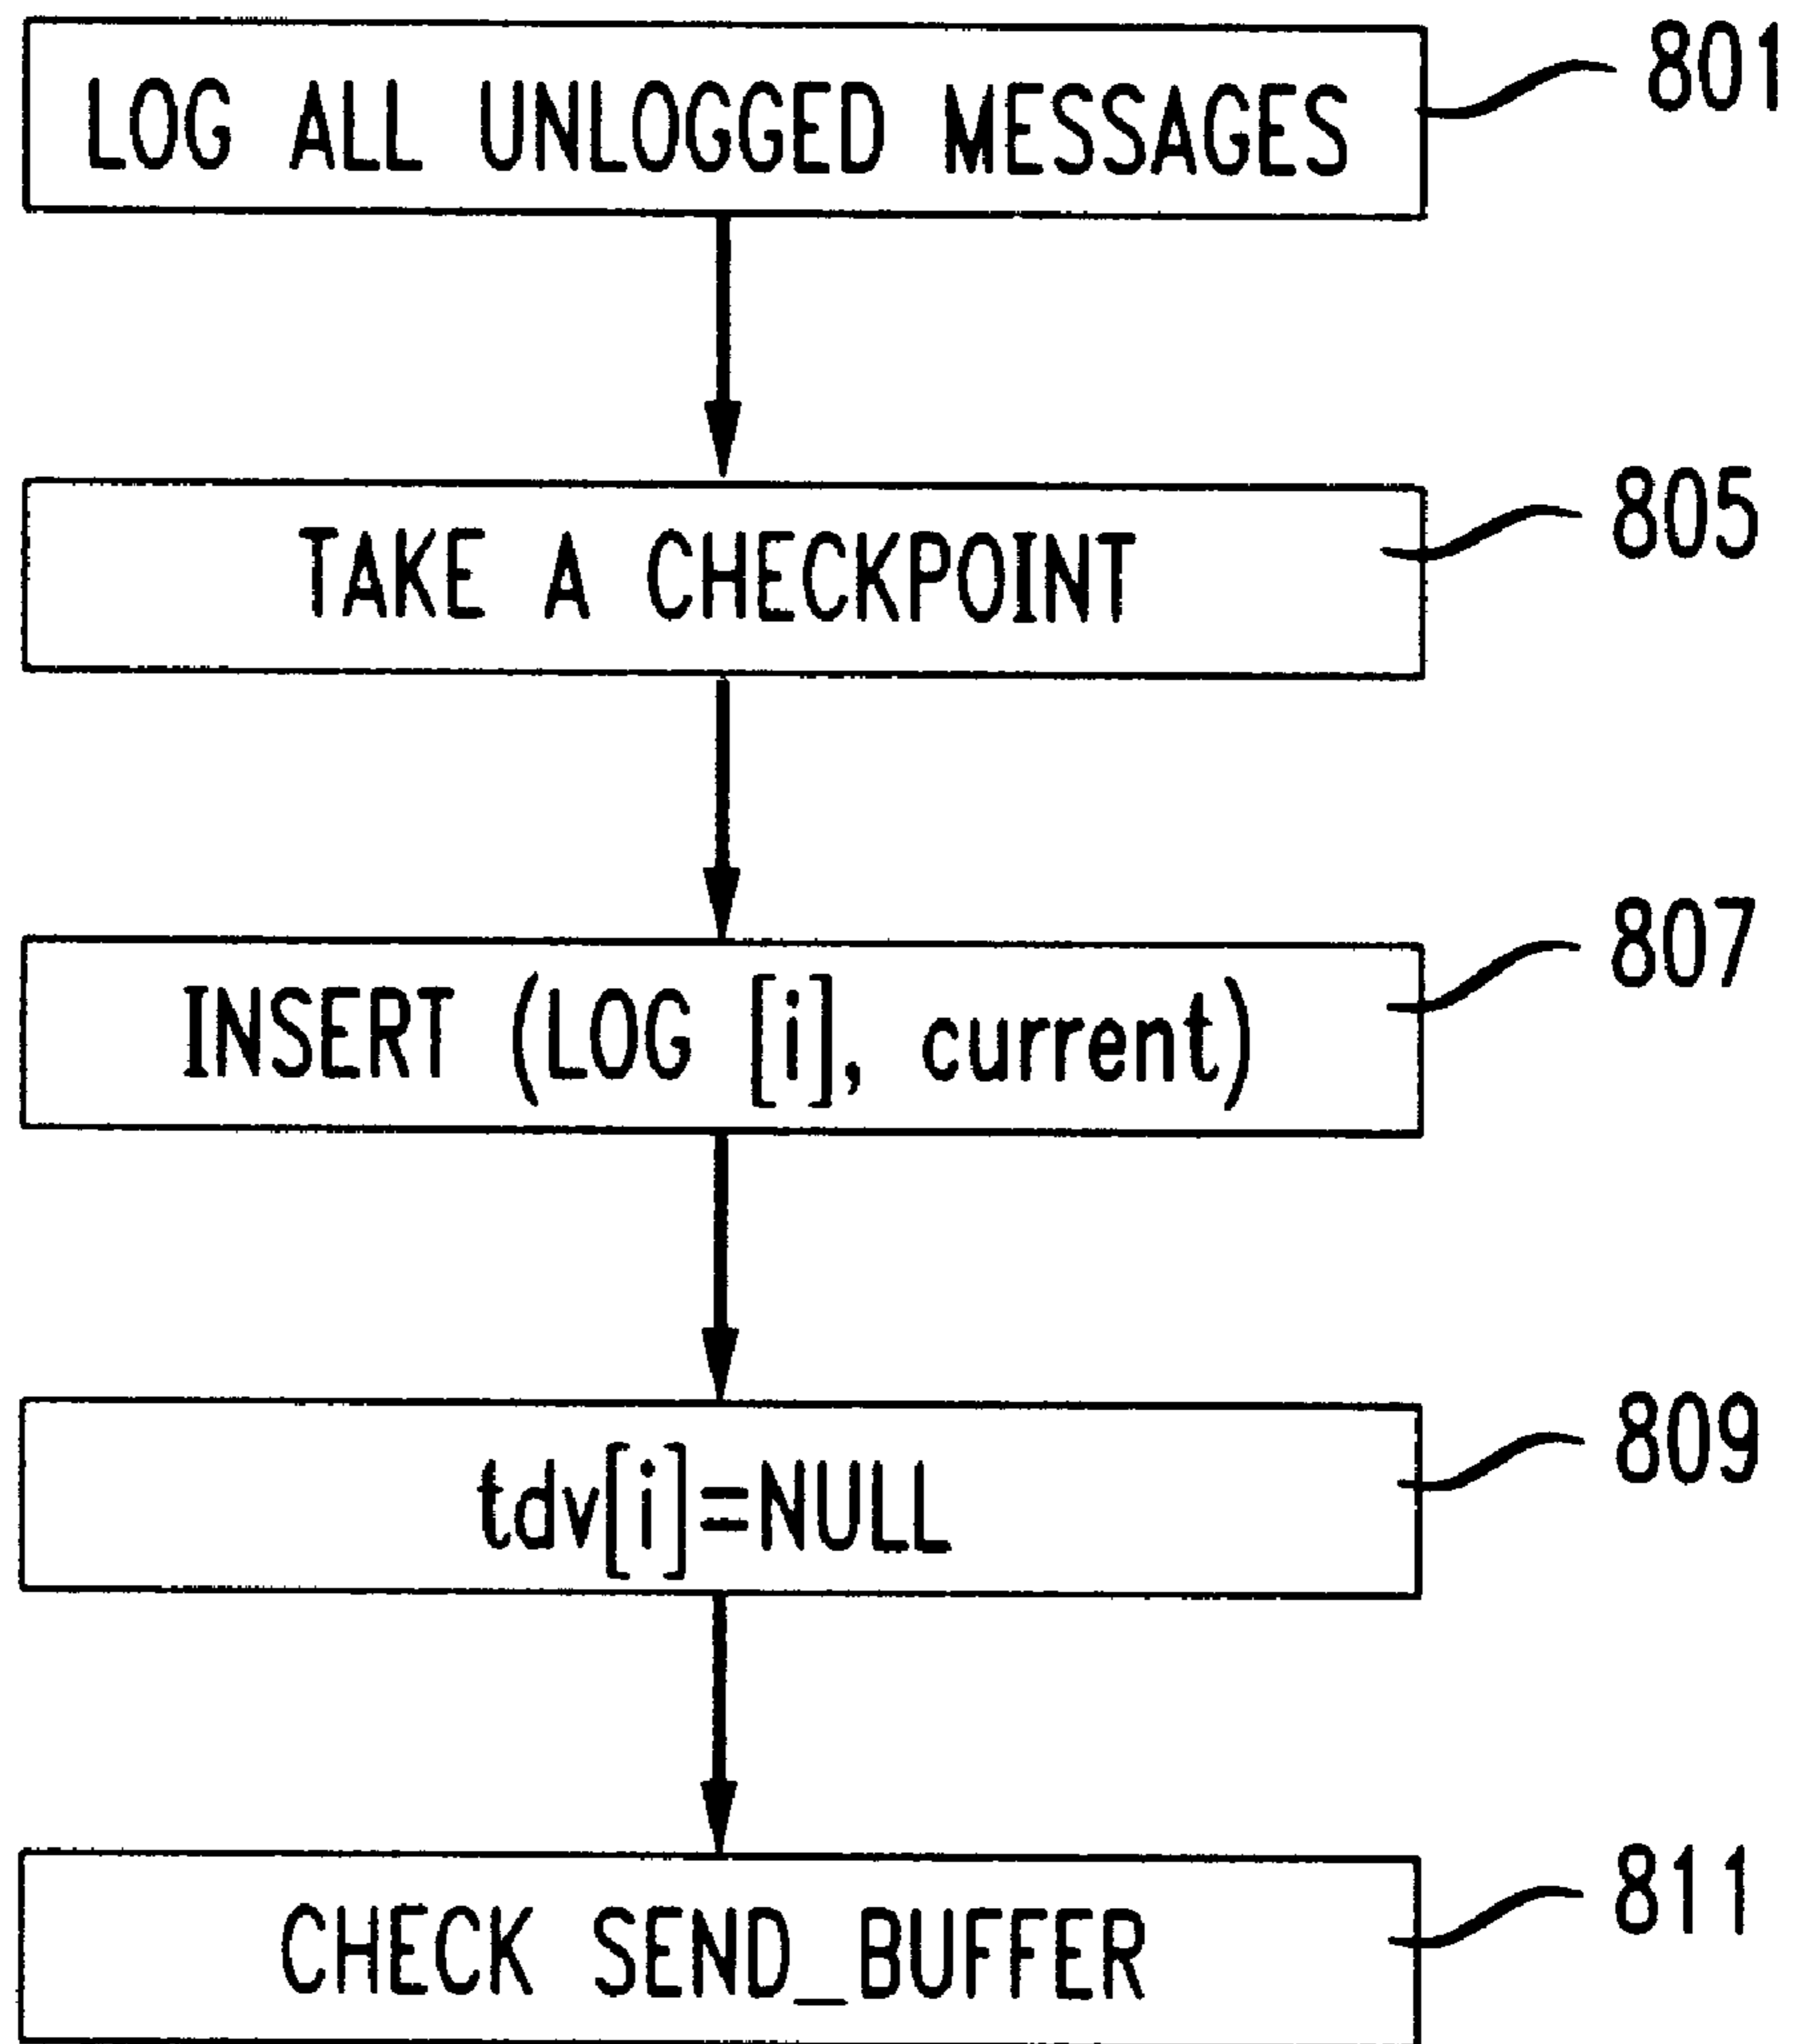 LOG ALL UNLOGGED MESSAGES 801
TAKE A CHECKPOINT 805
INSERT (LOG [i], current) 807
tdv[i]=NULL 809
CHECK SEND_BUFFER 811